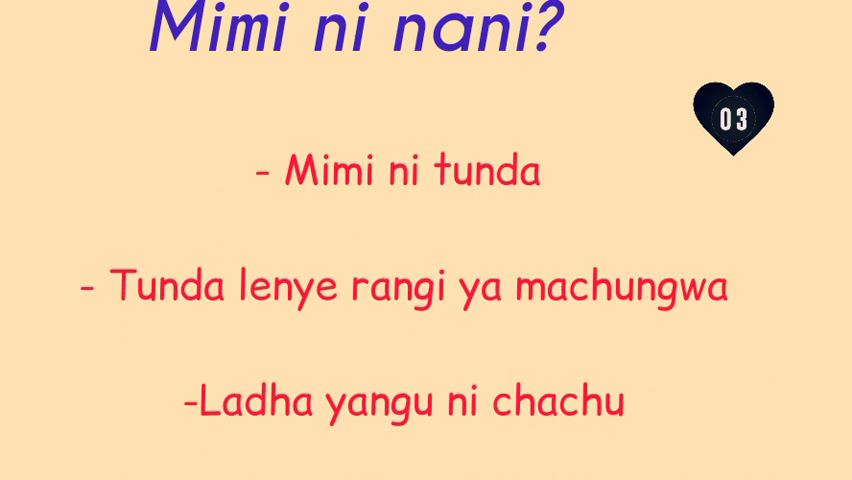 Mimi ni nani?
03
- Mimi ni tunda
- Tunda lenye rangi ya machungwa
-Ladha yangu ni chachu